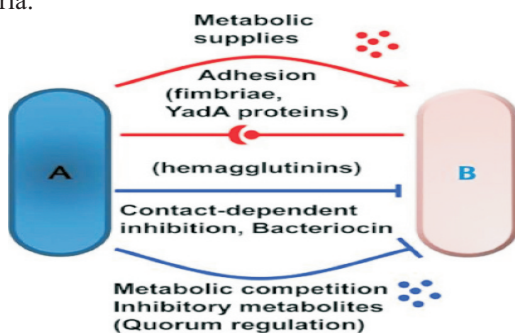 ria.
Metabolic
supplies
Adhesion
(fimbriae,
YadA proteins)
A
B
(hemagglutinins)
Contact-dependent
inhibition, Bacteriocin
Metabolic competition
Inhibitory metabolites
(Quorum regulation)